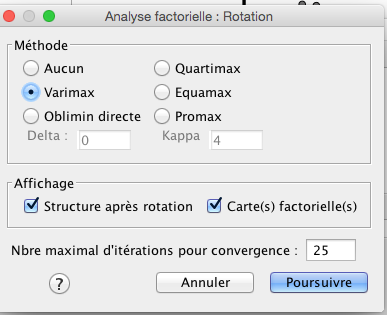 Analyse factorielle : Rotation
Méthode
Aucun
Quartimax
Varimax
Equamax
Oblimin directe
Promax
Delta :
0
Kappa
4
Affichage
Structure après rotation
Carte(s) factorielle(s)
Nbre maximal d'itérations pour convergence :
25
?
Annuler
Poursuivre